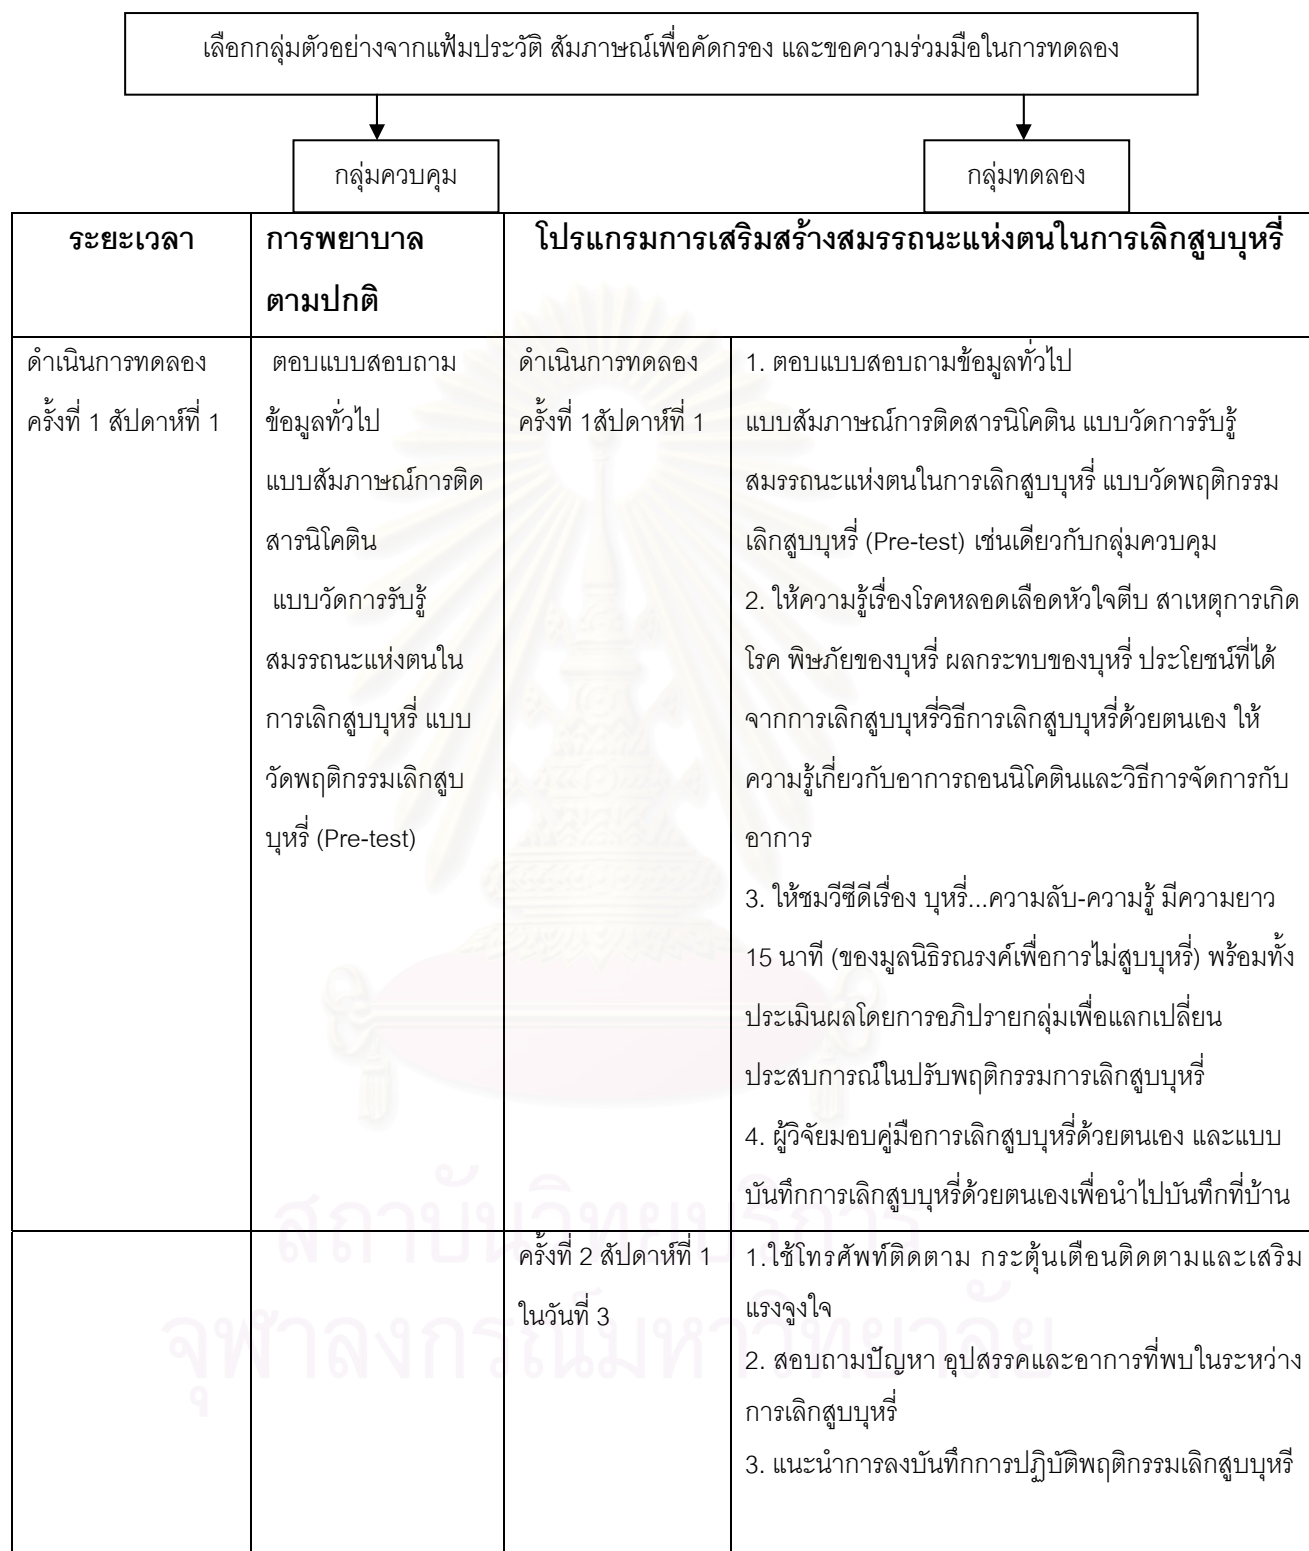 เลือกกลุ่มตัวอย่างจากแฟ้มประวัติ สัมภาษณ์เพื่อคัดกรอง และขอความร่วมมือในการทดลอง
กลุ่มควบคุม
กลุ่มทดลอง
ระยะเวลา
การพยาบาล
ตามปกติ
โปรแกรมการเสริมสร้างสมรรถนะแห่งตนในการเลิกสูบบุหรี่
ดำเนินการทดลอง
ครั้งที่ 1 สัปดาห์ที่ 1
ตอบแบบสอบถาม
ข้อมูลทั่วไป
แบบสัมภาษณ์การติด
สารนิโคติน
แบบวัดการรับรู้
สมรรถนะแห่งตนใน
การเลิกสูบบุหรี่ แบบ
วัดพฤติกรรมเลิกสูบ
บุหรี่ (Pre-test)
ดำเนินการทดลอง
ครั้งที่ 1สัปดาห์ที่ 1
1. ตอบแบบสอบถามข้อมูลทั่วไป
แบบสัมภาษณ์การติดสารนิโคติน แบบวัดการรับรู้
สมรรถนะแห่งตนในการเลิกสูบบุหรี่ แบบวัดพฤติกรรม
เลิกสูบบุหรี่ (Pre-test) เช่นเดียวกับกลุ่มควบคุม
2. ให้ความรู้เรื่องโรคหลอดเลือดหัวใจตีบ สาเหตุการเกิด
โรค พิษภัยของบุหรี่ ผลกระทบของบุหรี่ ประโยชน์ที่ได้
จากการเลิกสูบบุหรี่วิธีการเลิกสูบบุหรี่ด้วยตนเอง ให้
ความรู้เกี่ยวกับอาการถอนนิโคตินและวิธีการจัดการกับ
อาการ
3. ให้ชมวีซีดีเรื่อง บุหรี่...ความลับ-ความรู้ มีความยาว
15 นาที (ของมูลนิธิรณรงค์เพื่อการไม่สูบบุหรี่) พร้อมทั้ง
ประเมินผลโดยการอภิปรายกลุ่มเพื่อแลกเปลี่ยน
ประสบการณ์ในปรับพฤติกรรมการเลิกสูบบุหรี่
4. ผู้วิจัยมอบคู่มือการเลิกสูบบุหรี่ด้วยตนเอง และแบบ
บันทึกการเลิกสูบบุหรี่ด้วยตนเองเพื่อนำไปบันทึกที่บ้าน
ครั้งที่ 2 สัปดาห์ที่ 1
ในวันที่ 3
1.ใช้โทรศัพท์ติดตาม กระตุ้นเตือนติดตามและเสริม
แรงจูงใจ
2. สอบถามปัญหา อุปสรรคและอาการที่พบในระหว่าง
การเลิกสูบบุหรี่
3. แนะนำการลงบันทึกการปฏิบัติพฤติกรรมเลิกสูบบุหรี่
สถาบันวิทยบริการ
จุฬาลงกรณ์มหาวิทยาลัย